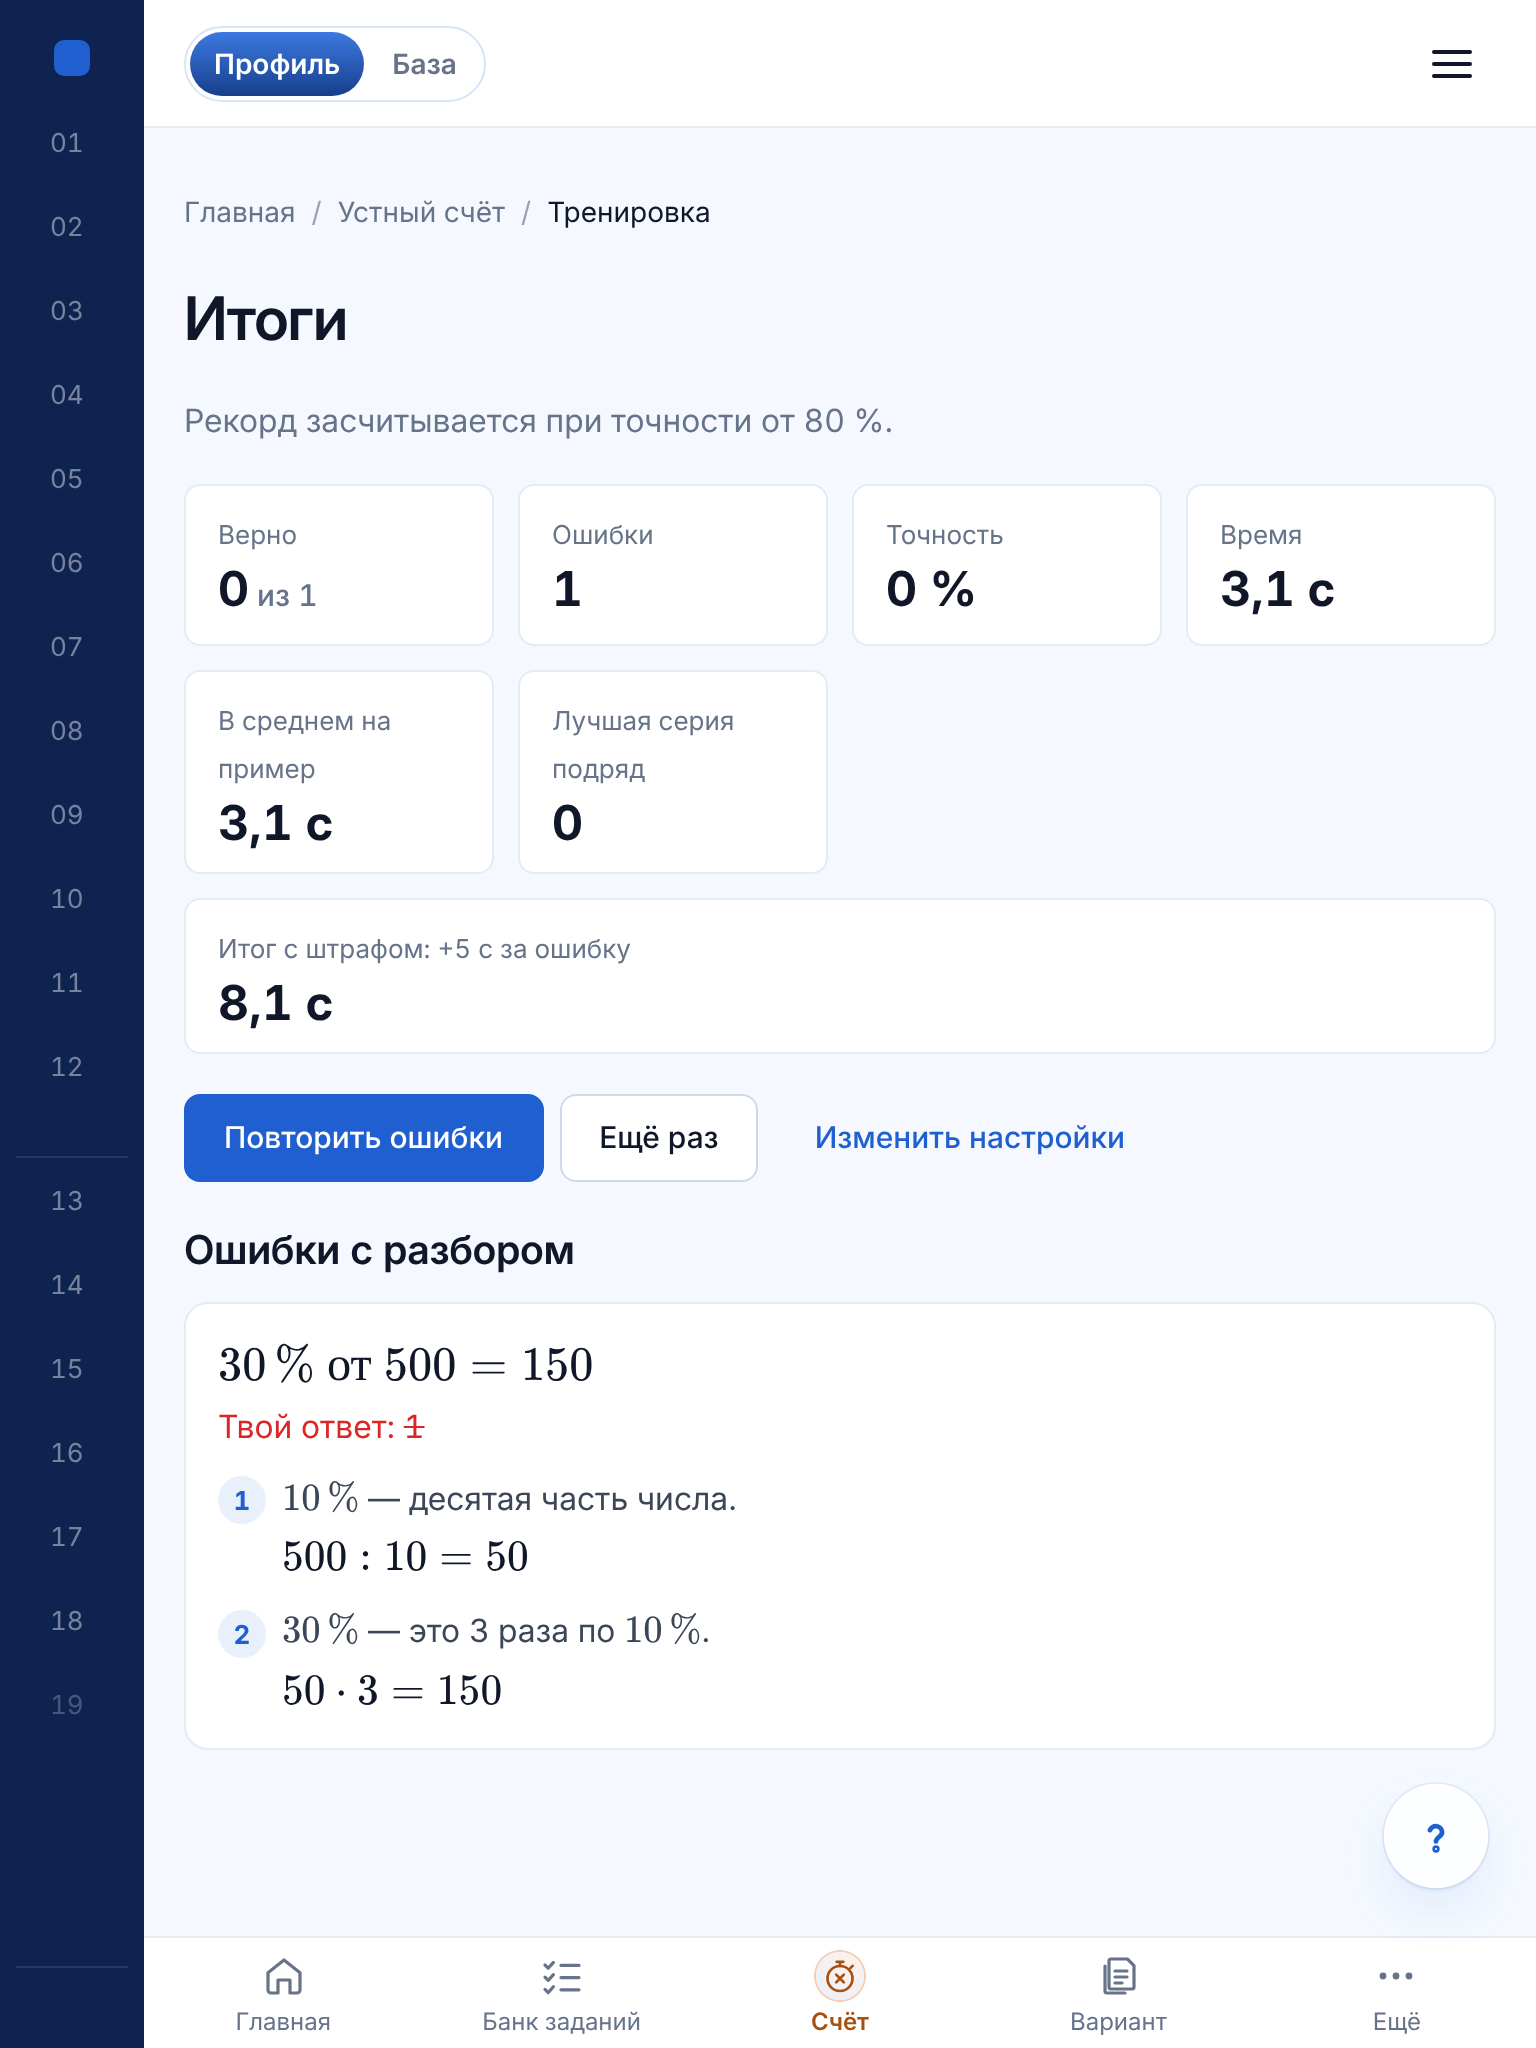 Профиль База
01
02
03
04
05
06
07
08
09
10
11
12
13
14
15
16
17
18
19
Главная / Устный счёт / Тренировка
Итоги
Рекорд засчитывается при точности от 80 %.
Верно
0 из 1
Ошибки
1
Точность
0 %
Время
3,1 с
В среднем на
пример
3,1 с
Лучшая серия
подряд
0
Итог с штрафом: +5 с за ошибку
8,1 с
Повторить ошибки Ещё раз Изменить настройки
Ошибки с разбором
30 % от 500 = 150
Твой ответ: 1
1 10 % — десятая часть числа.
500 : 10 = 50
2 30 % — это 3 раза по 10 %.
50 · 3 = 150
?
Главная Банк заданий Счёт Вариант Ещё